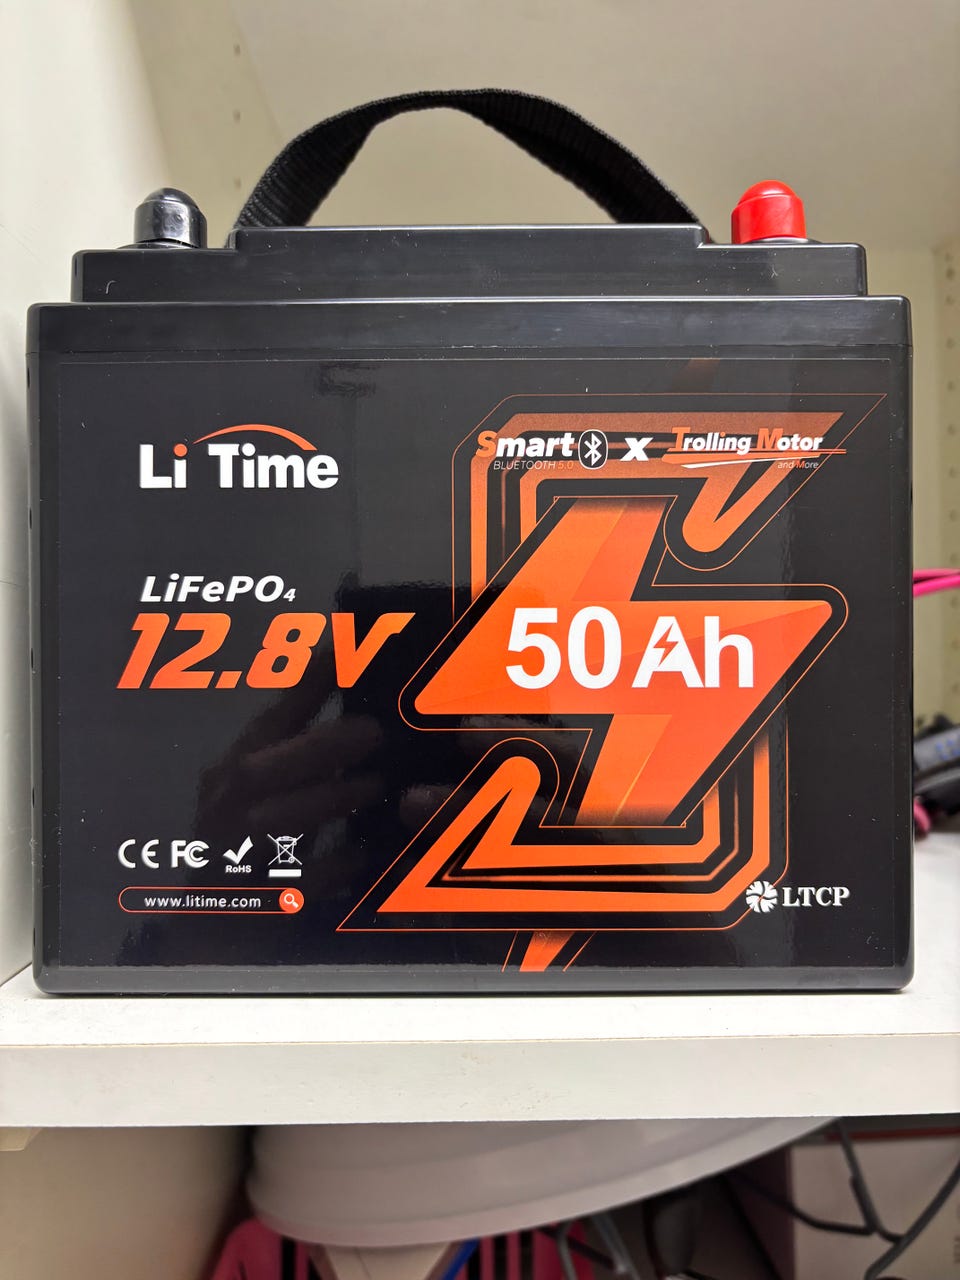 Li Time
Smart X Trolling Motor
BLUETOOTH 5.0
and More
LiFePO₄
12.8V
50Ah
CE FC RoHS
www.litime.com
LTCP